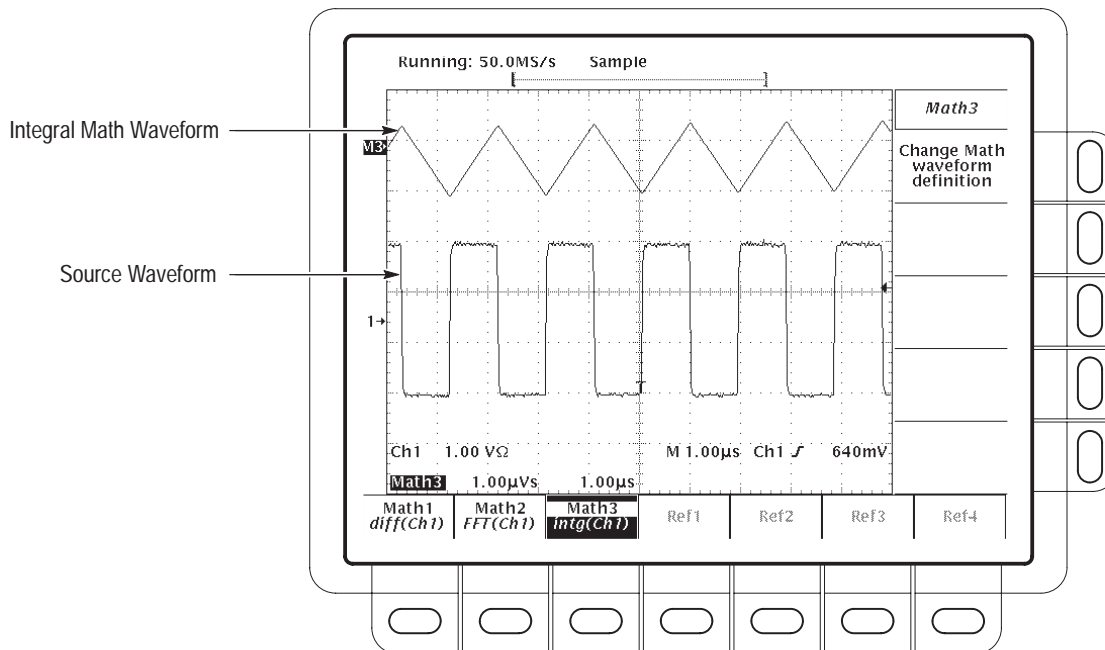 Running: 50.0MS/s Sample
Math3
Integral Math Waveform
M3
Change Math
waveform
definition
Source Waveform
1
T
Ch1 1.00 VΩ M 1.00µs Ch1 640mV
Math3 1.00µVs 1.00µs
Math1 Math2 Math3 Ref1 Ref2 Ref3 Ref4
diff(Ch1) FFT(Ch1) intg(Ch1)